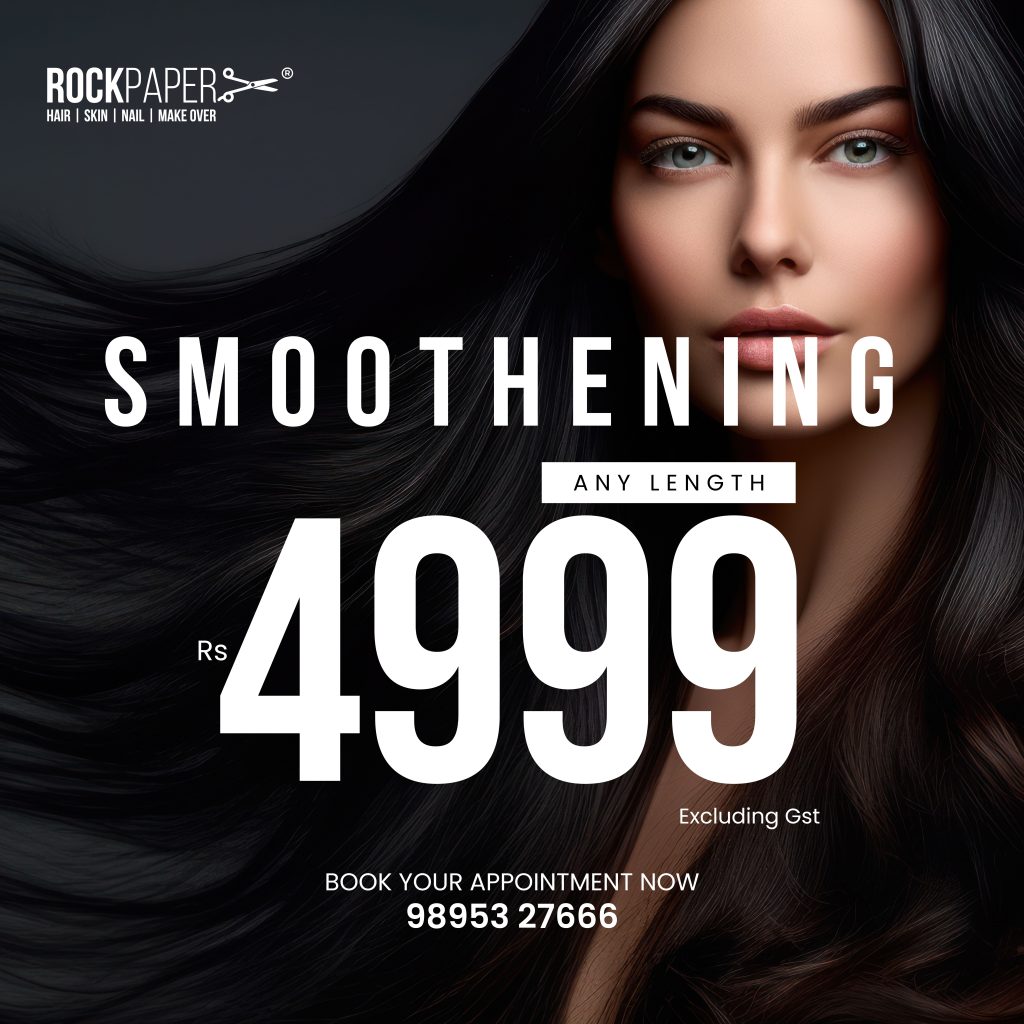 ROCKPAPER ®
HAIR | SKIN | NAIL | MAKE OVER
SMOOTHENING
ANY LENGTH
Rs 4999
Excluding Gst
BOOK YOUR APPOINTMENT NOW
98953 27666